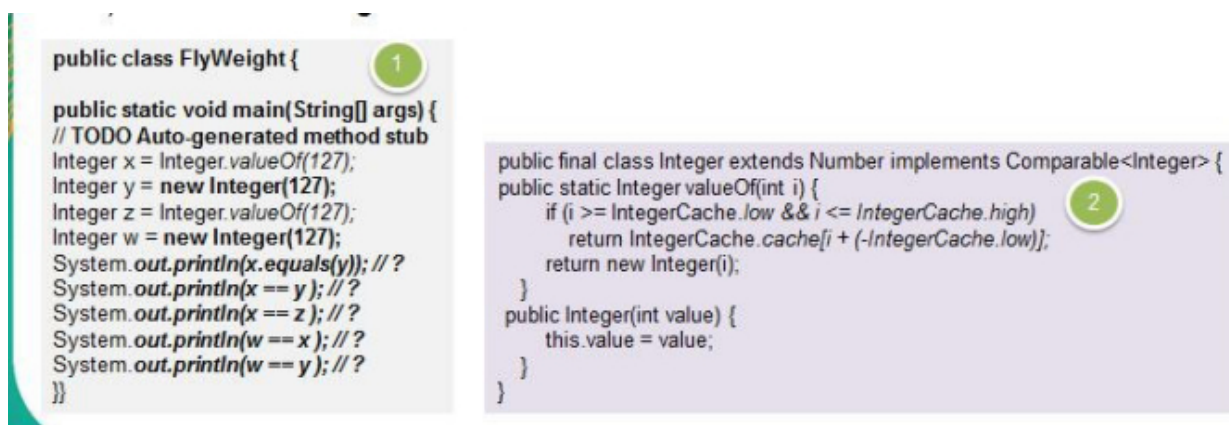 public class FlyWeight {
1
public static void main(String[] args) {
// TODO Auto-generated method stub
Integer x = Integer.valueOf(127);
Integer y = new Integer(127);
Integer z = Integer.valueOf(127);
Integer w = new Integer(127);
System.out.println(x.equals(y)); // ?
System.out.println(x == y ); // ?
System.out.println(x == z ); // ?
System.out.println(w == x ); // ?
System.out.println(w == y ); // ?
}}
public final class Integer extends Number implements Comparable<Integer> {
public static Integer valueOf(int i) {
2
if (i >= IntegerCache.low && i <= IntegerCache.high)
return IntegerCache.cache[i + (-IntegerCache.low)];
return new Integer(i);
}
public Integer(int value) {
this.value = value;
}
}